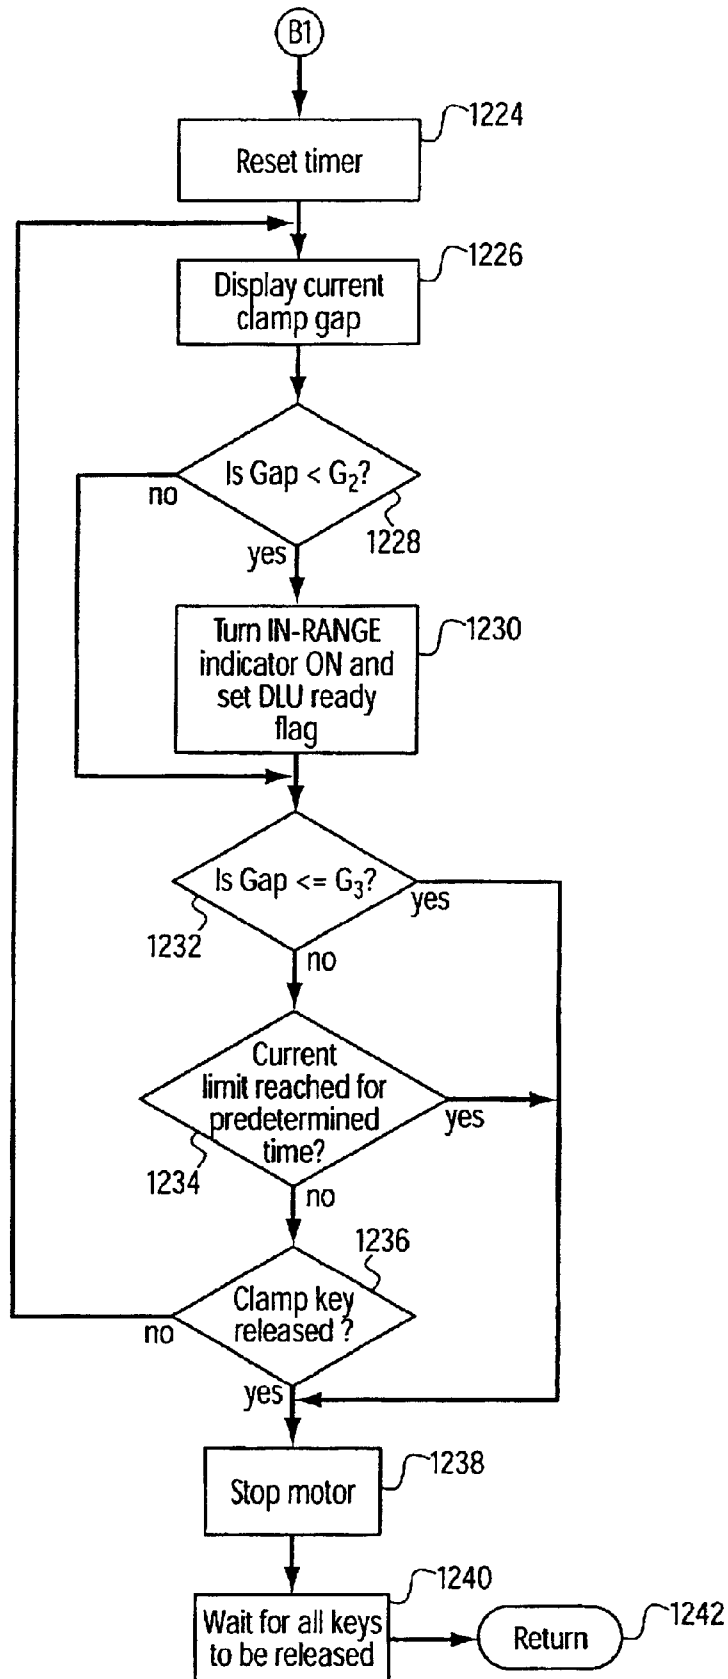 B1
1224
Reset timer
1226
Display current
clamp gap
Is Gap < G₂?
no
1228
yes
Turn IN-RANGE
indicator ON and
set DLU ready
flag
1230
Is Gap <= G₃?
yes
1232
no
Current
limit reached for
predetermined
time?
yes
1234
no
1236
Clamp key
released ?
no
yes
Stop motor
1238
1240
Wait for all keys
to be released
Return
1242